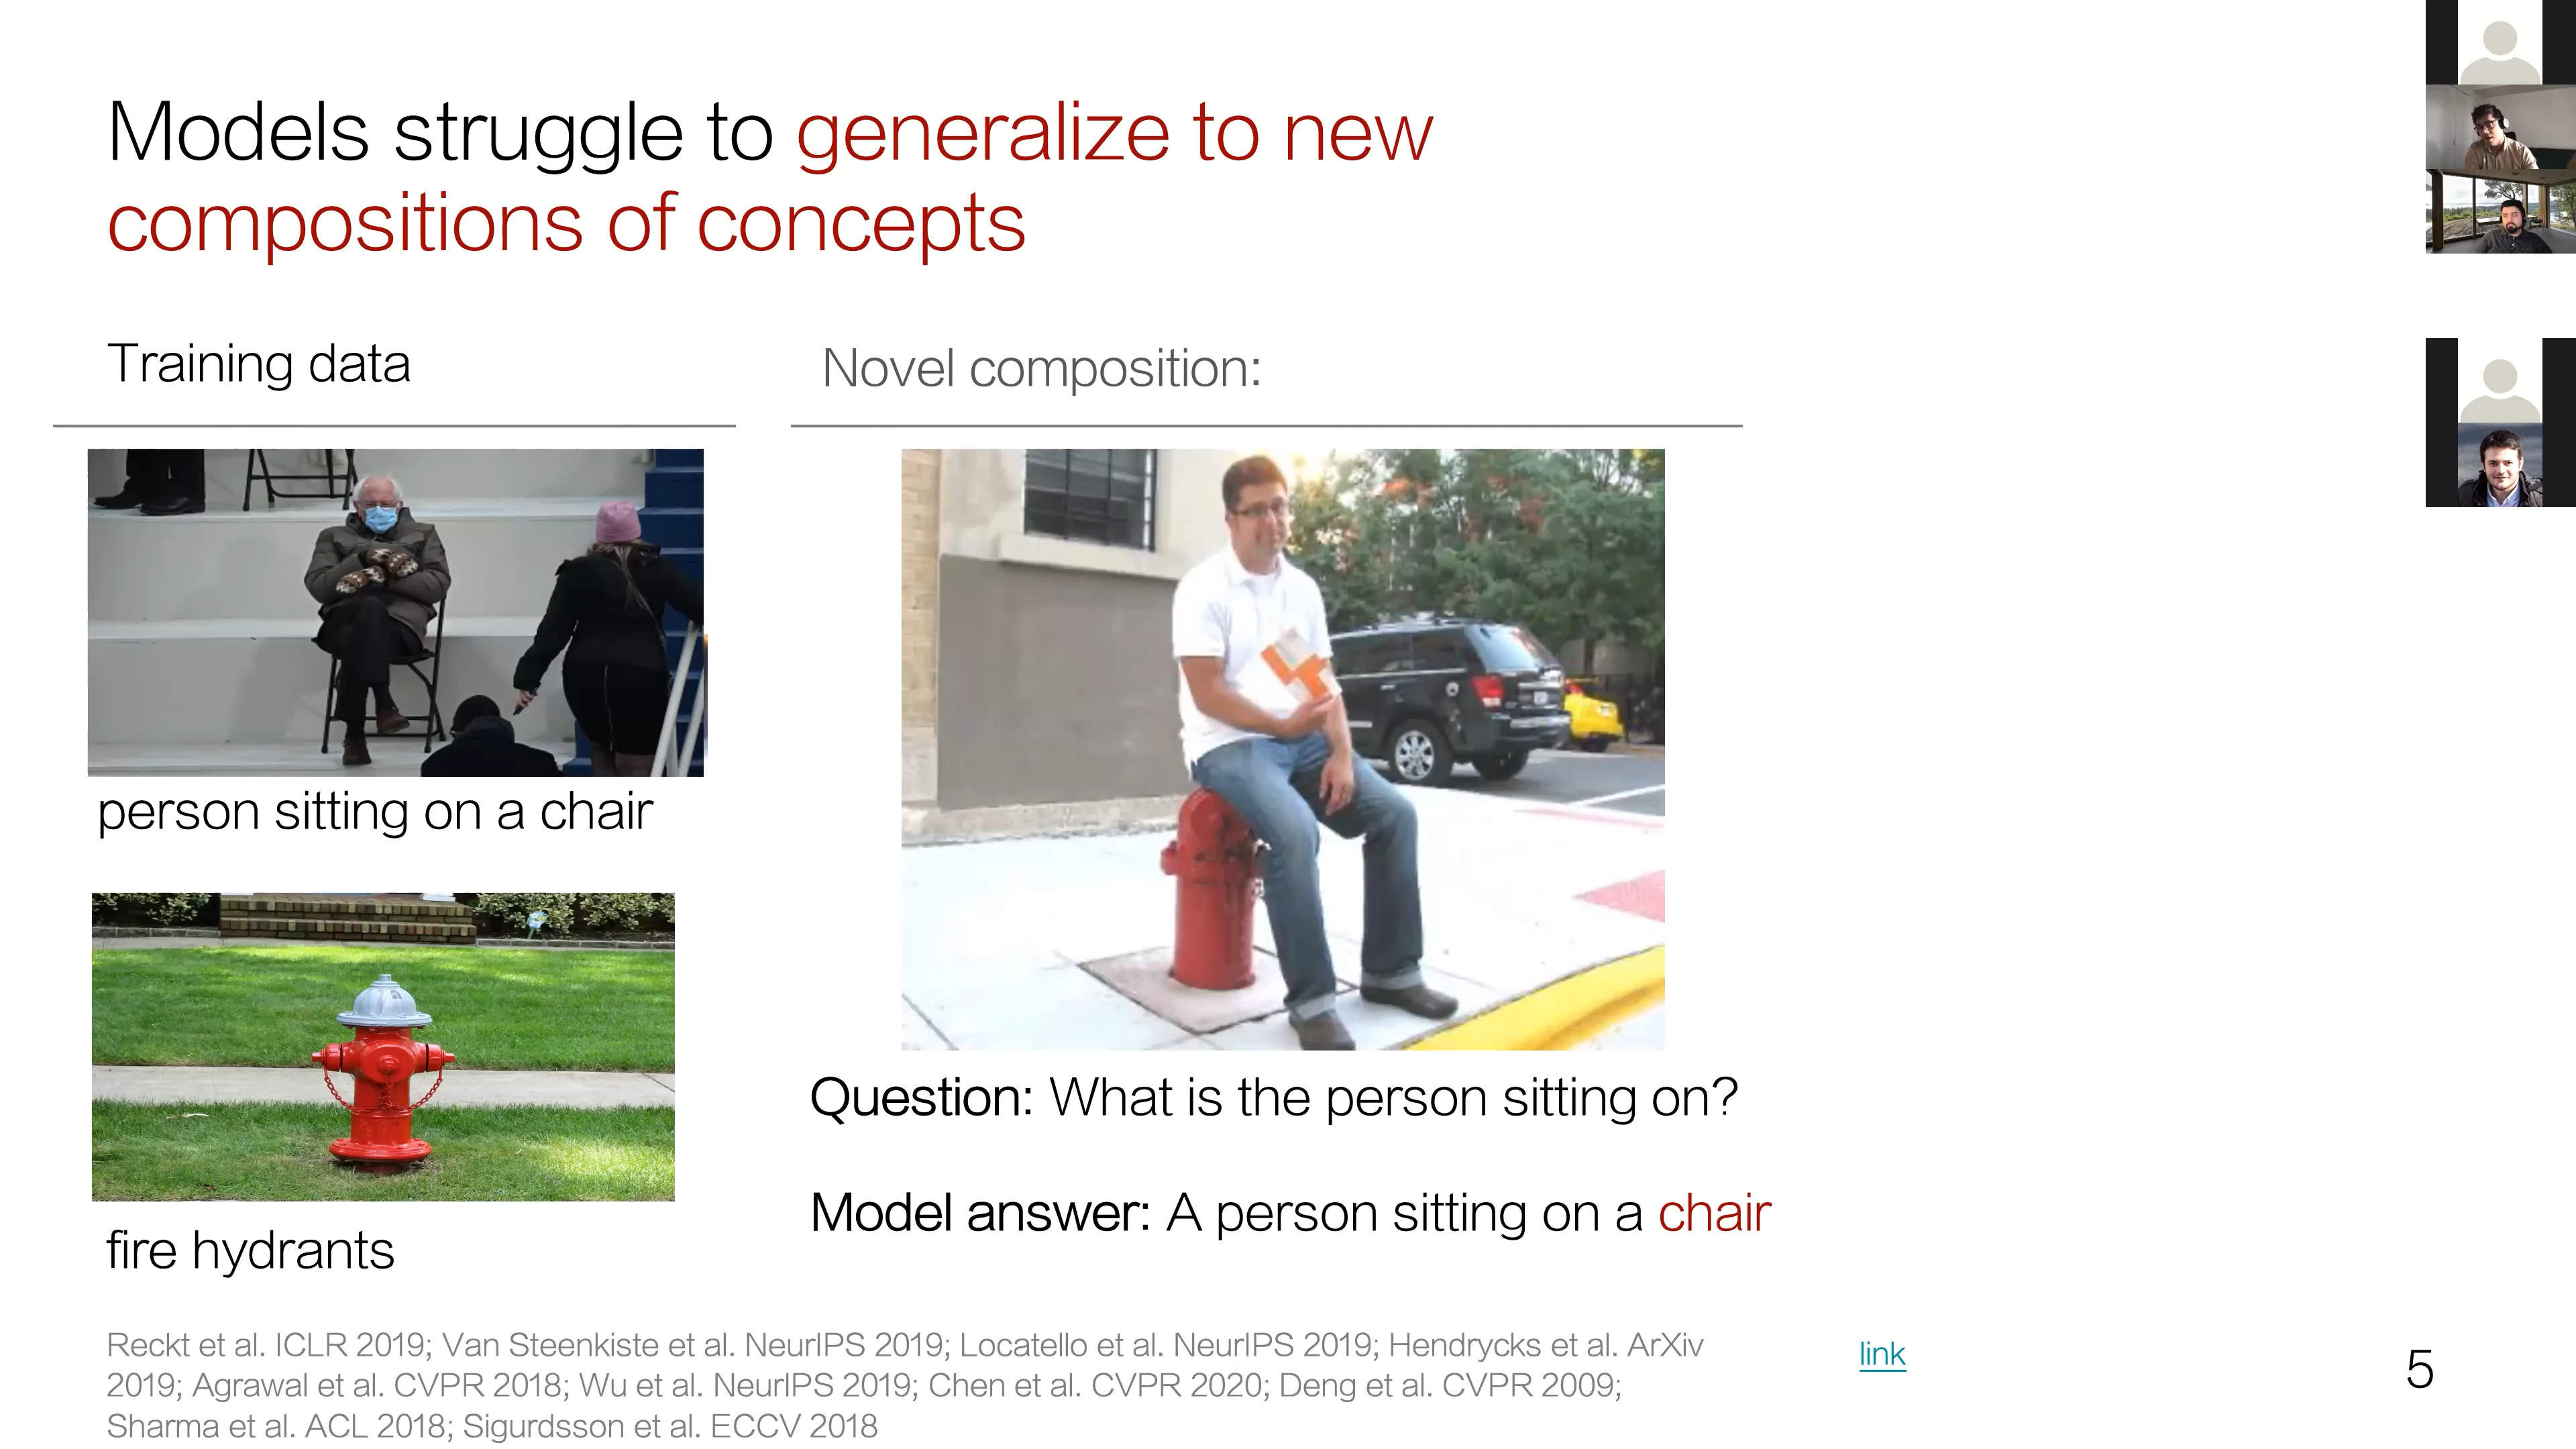 Models struggle to generalize to new
compositions of concepts
Training data
Novel composition:
person sitting on a chair
fire hydrants
Question: What is the person sitting on?
Model answer: A person sitting on a chair
Reckt et al. ICLR 2019; Van Steenkiste et al. NeurIPS 2019; Locatello et al. NeurIPS 2019; Hendrycks et al. ArXiv
2019; Agrawal et al. CVPR 2018; Wu et al. NeurIPS 2019; Chen et al. CVPR 2020; Deng et al. CVPR 2009;
Sharma et al. ACL 2018; Sigurdsson et al. ECCV 2018
link
5